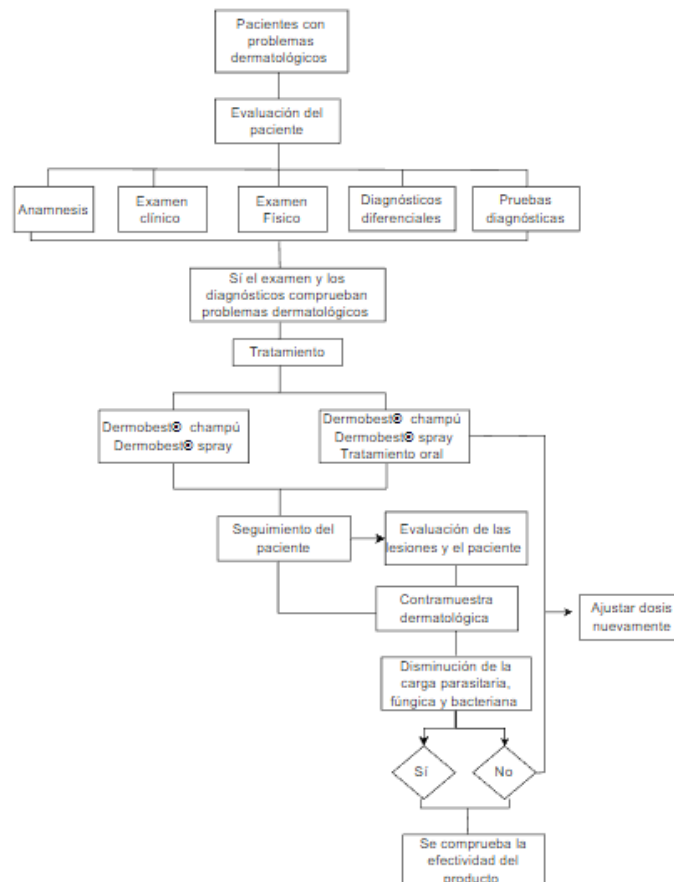 Pacientes con
problemas
dermatológicos
Evaluación del
paciente
Anamnesis
Examen
clínico
Examen
Físico
Diagnósticos
diferenciales
Pruebas
diagnósticas
Sí el examen y los
diagnósticos comprueban
problemas dermatológicos
Tratamiento
Dermobest® champú
Dermobest® spray
Dermobest® champú
Dermobest® spray
Tratamiento oral
Seguimiento del
paciente
Evaluación de las
lesiones y el paciente
Contramuestra
dermatológica
Ajustar dosis
nuevamente
Disminución de la
carga parasitaria,
fúngica y bacteriana
Sí
No
Se comprueba la
efectividad del
producto